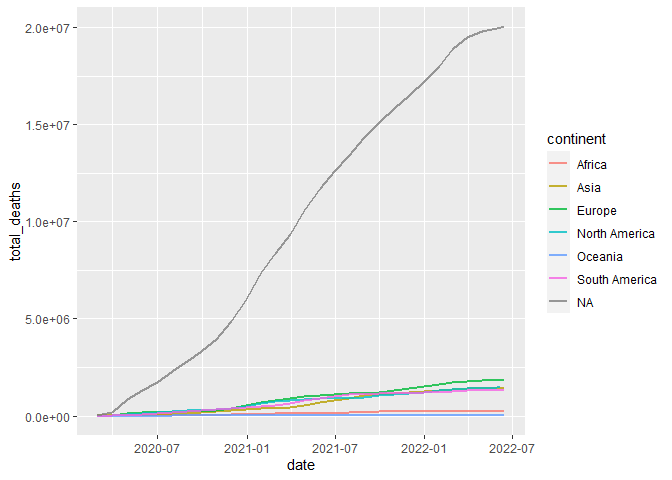 2.0e+07
1.5e+07
1.0e+07
5.0e+06
0.0e+00
total_deaths
2020-07
2021-01
2021-07
2022-01
2022-07
date
continent
Africa
Asia
Europe
North America
Oceania
South America
NA